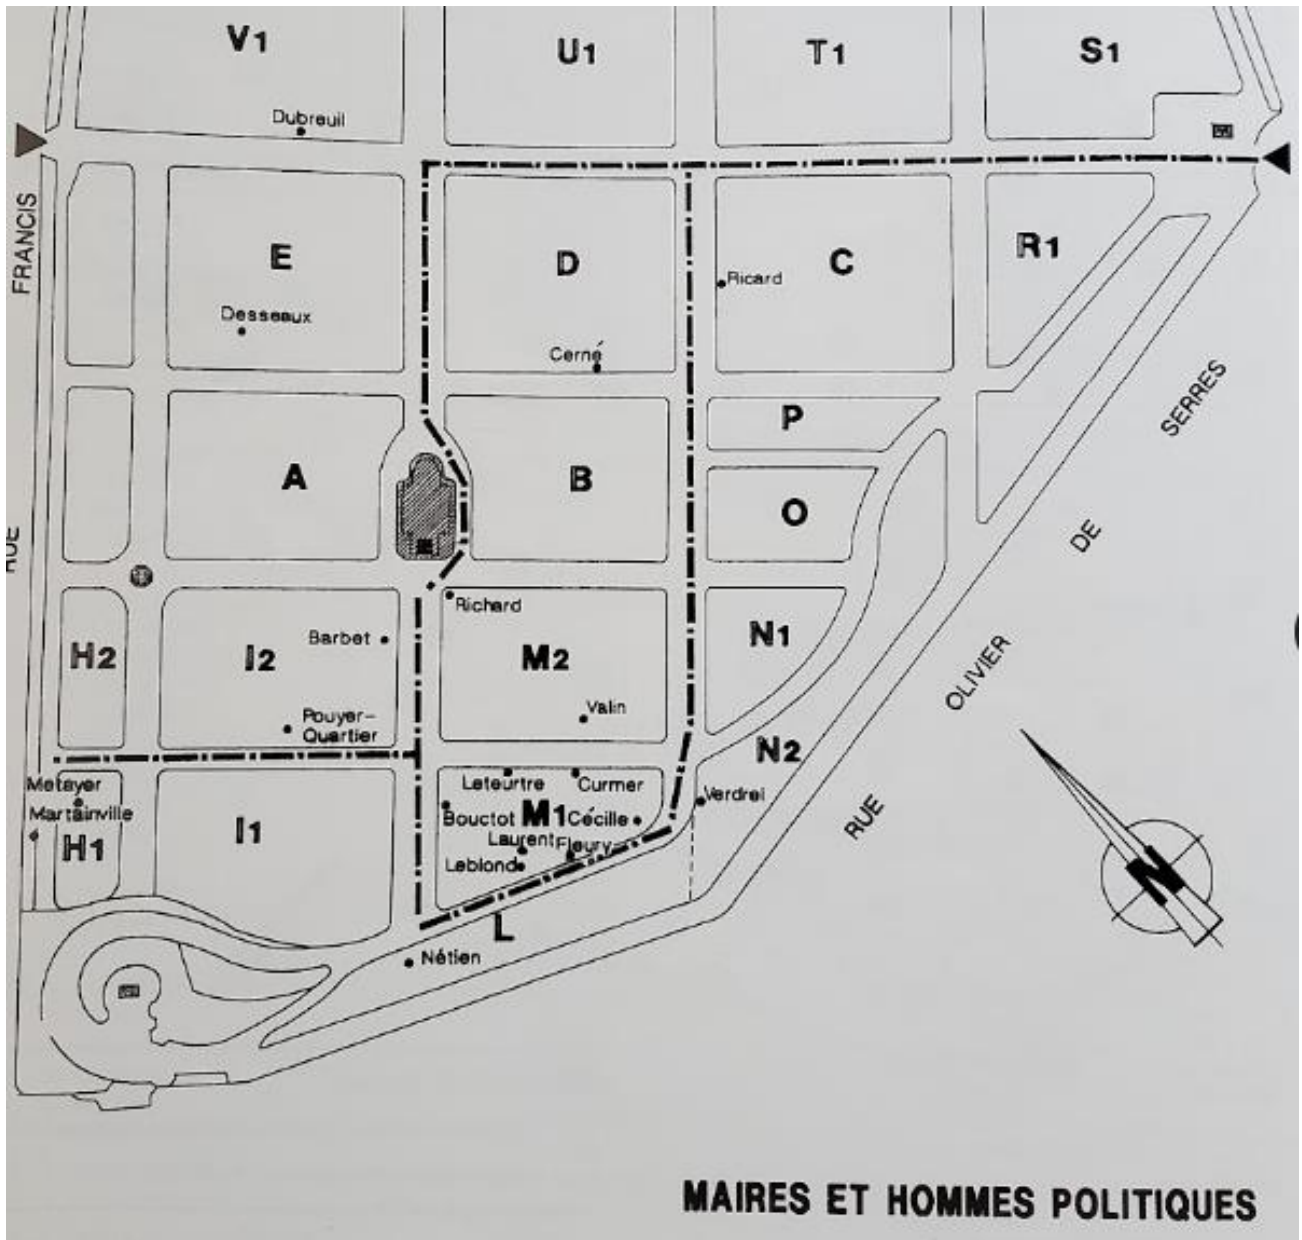 V1
U1
T1
S1
Dubreuil
FRANCIS
E
D
C
R1
Ricard
Desseaux
Cerné
SERRES
P
A
B
O
DE
RUE
Richard
H2
I2
Barbet
M2
N1
OLIVIER
Pouyer-
Quartier
Valin
N2
Metayer
Leteurtre
Curmer
Verdrel
Martainville
Bouctot
M1
Cécille
RUE
H1
I1
Laurent
Fleury
Leblond
N
L
Nétien
MAIRES ET HOMMES POLITIQUES